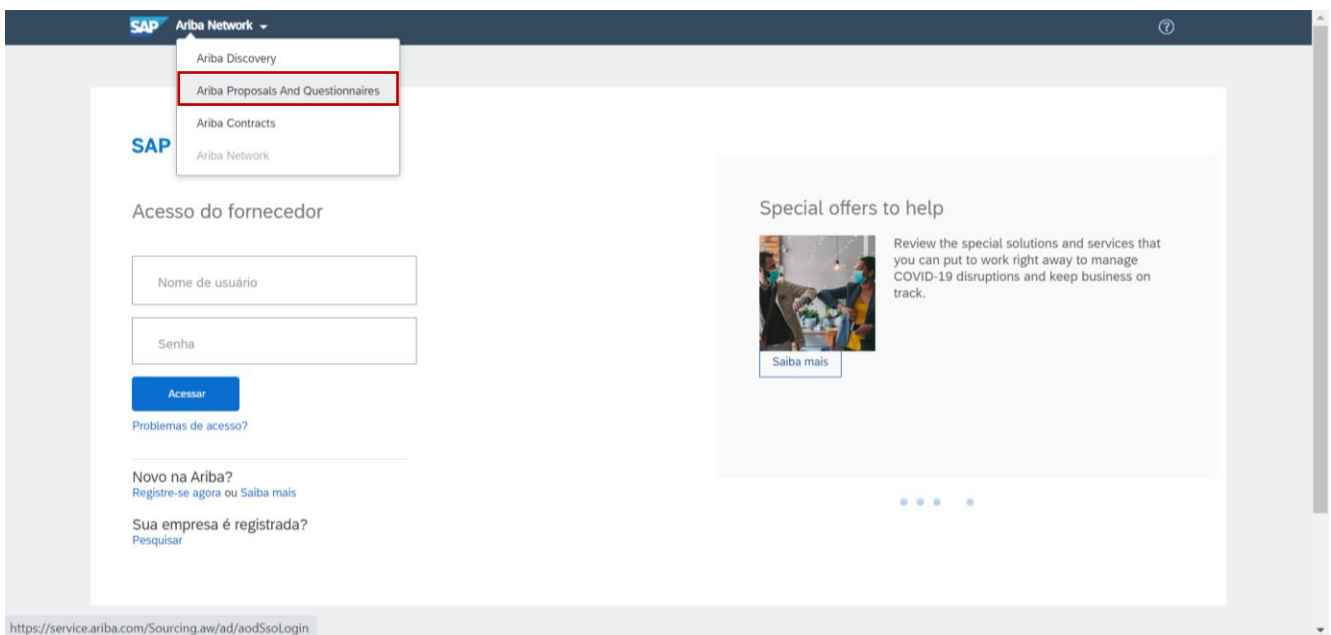 SAP Ariba Network
Ariba Discovery
Ariba Proposals And Questionnaires
Ariba Contracts
Ariba Network
SAP
Acesso do fornecedor
Nome de usuário
Senha
Acessar
Problemas de acesso?
Novo na Ariba?
Registre-se agora ou Saiba mais
Sua empresa é registrada?
Pesquisar
Special offers to help
Review the special solutions and services that
you can put to work right away to manage
COVID-19 disruptions and keep business on
track.
Saiba mais
https://service.ariba.com/Sourcing.aw/ad/aodSsoLogin